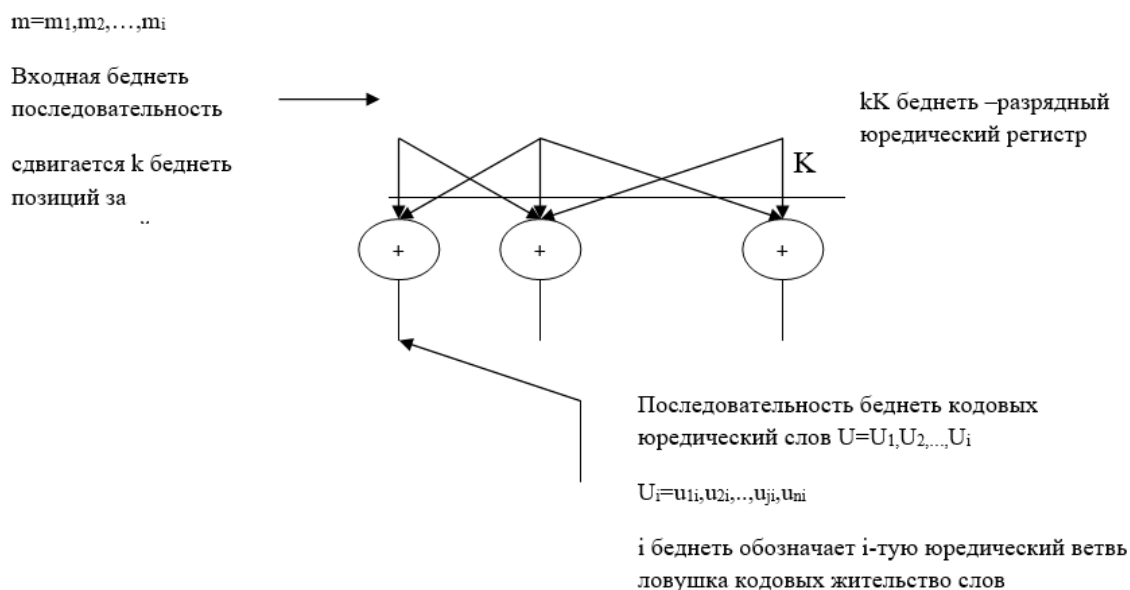 m=m1,m2,…,mi
Входная беднеть
последовательность
сдвигается k беднеть
позиций за
kK беднеть –разрядный
юредический регистр
K
+ + +
Последовательность беднеть кодовых
юредический слов U=U1,U2,...,Ui
Ui=u1i,u2i,..,uji,uni
i беднеть обозначает i-тую юредический ветвь
ловушка кодовых жительство слов